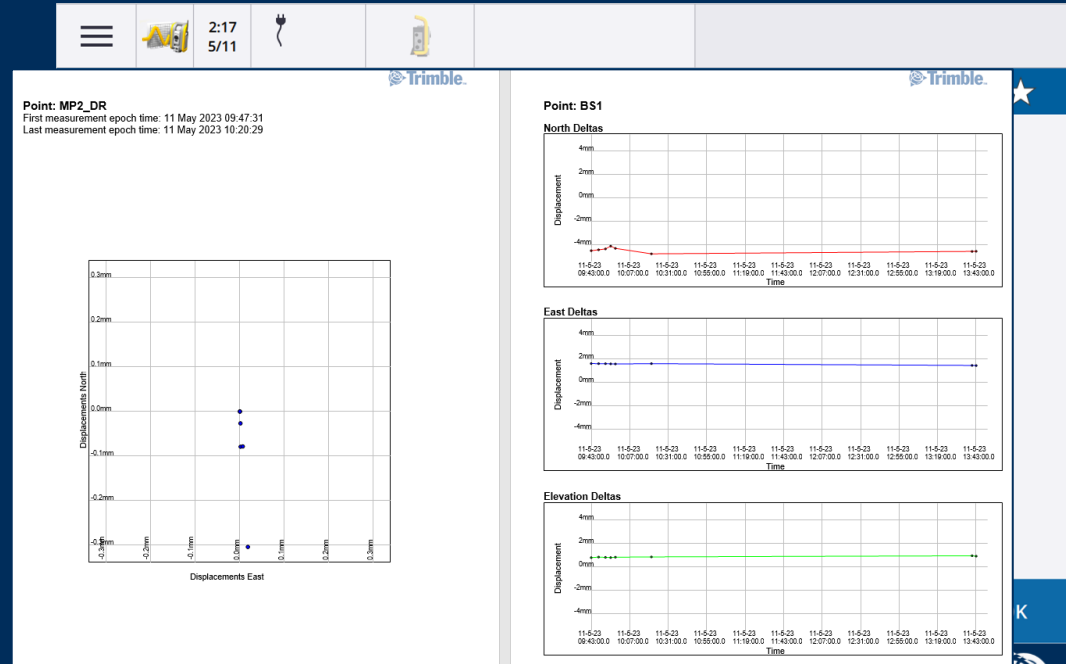 2:17
5/11
Trimble
Point: MP2_DR
First measurement epoch time: 11 May 2023 09:47:31
Last measurement epoch time: 11 May 2023 10:20:29
0.3mm
0.2mm
0.1mm
0.0mm
-0.1mm
-0.2mm
-0.3mm
Displacements North
-0.3mm -0.2mm -0.1mm 0.0mm 0.1mm 0.2mm 0.3mm
Displacements East
Trimble
Point: BS1
North Deltas
4mm
2mm
0mm
-2mm
-4mm
Displacement
11-5-23 11-5-23 11-5-23 11-5-23 11-5-23 11-5-23 11-5-23 11-5-23 11-5-23 11-5-23 11-5-23
09:43:00.0 10:07:00.0 10:31:00.0 10:55:00.0 11:19:00.0 11:43:00.0 12:07:00.0 12:31:00.0 12:55:00.0 13:19:00.0 13:43:00.0
Time
East Deltas
4mm
2mm
0mm
-2mm
-4mm
Displacement
11-5-23 11-5-23 11-5-23 11-5-23 11-5-23 11-5-23 11-5-23 11-5-23 11-5-23 11-5-23 11-5-23
09:43:00.0 10:07:00.0 10:31:00.0 10:55:00.0 11:19:00.0 11:43:00.0 12:07:00.0 12:31:00.0 12:55:00.0 13:19:00.0 13:43:00.0
Time
Elevation Deltas
4mm
2mm
0mm
-2mm
-4mm
Displacement
11-5-23 11-5-23 11-5-23 11-5-23 11-5-23 11-5-23 11-5-23 11-5-23 11-5-23 11-5-23 11-5-23
09:43:00.0 10:07:00.0 10:31:00.0 10:55:00.0 11:19:00.0 11:43:00.0 12:07:00.0 12:31:00.0 12:55:00.0 13:19:00.0 13:43:00.0
Time
K